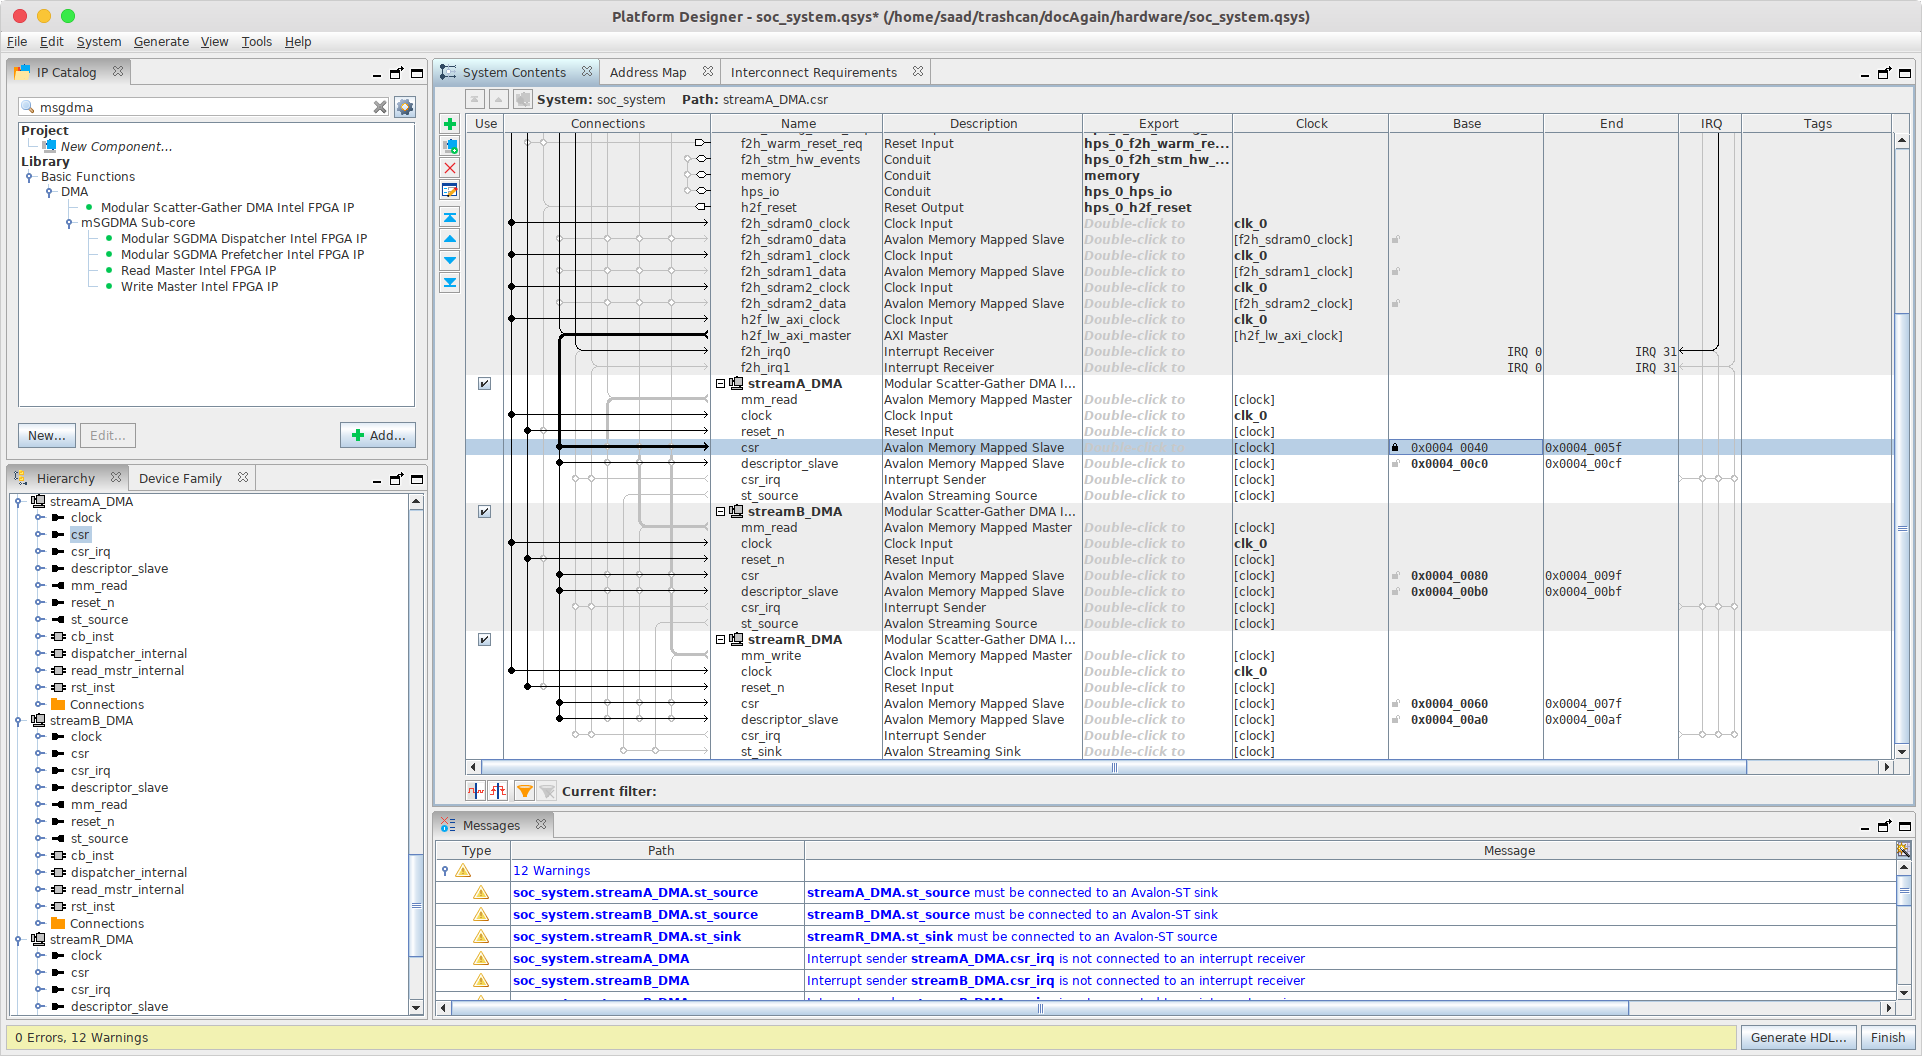 Platform Designer - soc_system.qsys* (/home/saad/trashcan/docAgain/hardware/soc_system.qsys)
File Edit System Generate View Tools Help
IP Catalog
msgdma
Project
New Component...
Library
Basic Functions
DMA
Modular Scatter-Gather DMA Intel FPGA IP
mSGDMA Sub-core
Modular SGDMA Dispatcher Intel FPGA IP
Modular SGDMA Prefetcher Intel FPGA IP
Read Master Intel FPGA IP
Write Master Intel FPGA IP
New... Edit... Add...
Hierarchy Device Family
streamA_DMA
clock
csr
csr_irq
descriptor_slave
mm_read
reset_n
st_source
cb_inst
dispatcher_internal
read_mstr_internal
rst_inst
Connections
streamB_DMA
clock
csr
csr_irq
descriptor_slave
mm_read
reset_n
st_source
cb_inst
dispatcher_internal
read_mstr_internal
rst_inst
Connections
streamR_DMA
clock
csr
csr_irq
descriptor_slave
System Contents Address Map Interconnect Requirements
System: soc_system Path: streamA_DMA.csr
Use Connections Name Description Export Clock Base End IRQ Tags
f2h_warm_reset_req Reset Input hps_0_f2h_warm_re...
f2h_stm_hw_events Conduit hps_0_f2h_stm_hw_...
memory Conduit memory
hps_io Conduit hps_0_hps_io
h2f_reset Reset Output hps_0_h2f_reset
f2h_sdram0_clock Clock Input Double-click to clk_0
f2h_sdram0_data Avalon Memory Mapped Slave Double-click to [f2h_sdram0_clock]
f2h_sdram1_clock Clock Input Double-click to clk_0
f2h_sdram1_data Avalon Memory Mapped Slave Double-click to [f2h_sdram1_clock]
f2h_sdram2_clock Clock Input Double-click to clk_0
f2h_sdram2_data Avalon Memory Mapped Slave Double-click to [f2h_sdram2_clock]
h2f_lw_axi_clock Clock Input Double-click to clk_0
h2f_lw_axi_master AXI Master Double-click to [h2f_lw_axi_clock]
f2h_irq0 Interrupt Receiver Double-click to IRQ 0 IRQ 31
f2h_irq1 Interrupt Receiver Double-click to IRQ 0 IRQ 31
streamA_DMA Modular Scatter-Gather DMA I...
mm_read Avalon Memory Mapped Master Double-click to [clock]
clock Clock Input Double-click to clk_0
reset_n Reset Input Double-click to [clock]
csr Avalon Memory Mapped Slave Double-click to [clock] 0x0004_0040 0x0004_005f
descriptor_slave Avalon Memory Mapped Slave Double-click to [clock] 0x0004_00c0 0x0004_00cf
csr_irq Interrupt Sender Double-click to [clock]
st_source Avalon Streaming Source Double-click to [clock]
streamB_DMA Modular Scatter-Gather DMA I...
mm_read Avalon Memory Mapped Master Double-click to [clock]
clock Clock Input Double-click to clk_0
reset_n Reset Input Double-click to [clock]
csr Avalon Memory Mapped Slave Double-click to [clock] 0x0004_0080 0x0004_009f
descriptor_slave Avalon Memory Mapped Slave Double-click to [clock] 0x0004_00b0 0x0004_00bf
csr_irq Interrupt Sender Double-click to [clock]
st_source Avalon Streaming Source Double-click to [clock]
streamR_DMA Modular Scatter-Gather DMA I...
mm_write Avalon Memory Mapped Master Double-click to [clock]
clock Clock Input Double-click to clk_0
reset_n Reset Input Double-click to [clock]
csr Avalon Memory Mapped Slave Double-click to [clock] 0x0004_0060 0x0004_007f
descriptor_slave Avalon Memory Mapped Slave Double-click to [clock] 0x0004_00a0 0x0004_00af
csr_irq Interrupt Sender Double-click to [clock]
st_sink Avalon Streaming Sink Double-click to [clock]
Current filter:
Messages
Type Path Message
12 Warnings
soc_system.streamA_DMA.st_source streamA_DMA.st_source must be connected to an Avalon-ST sink
soc_system.streamB_DMA.st_source streamB_DMA.st_source must be connected to an Avalon-ST sink
soc_system.streamR_DMA.st_sink streamR_DMA.st_sink must be connected to an Avalon-ST source
soc_system.streamA_DMA Interrupt sender streamA_DMA.csr_irq is not connected to an interrupt receiver
soc_system.streamB_DMA Interrupt sender streamB_DMA.csr_irq is not connected to an interrupt receiver
0 Errors, 12 Warnings
Generate HDL... Finish